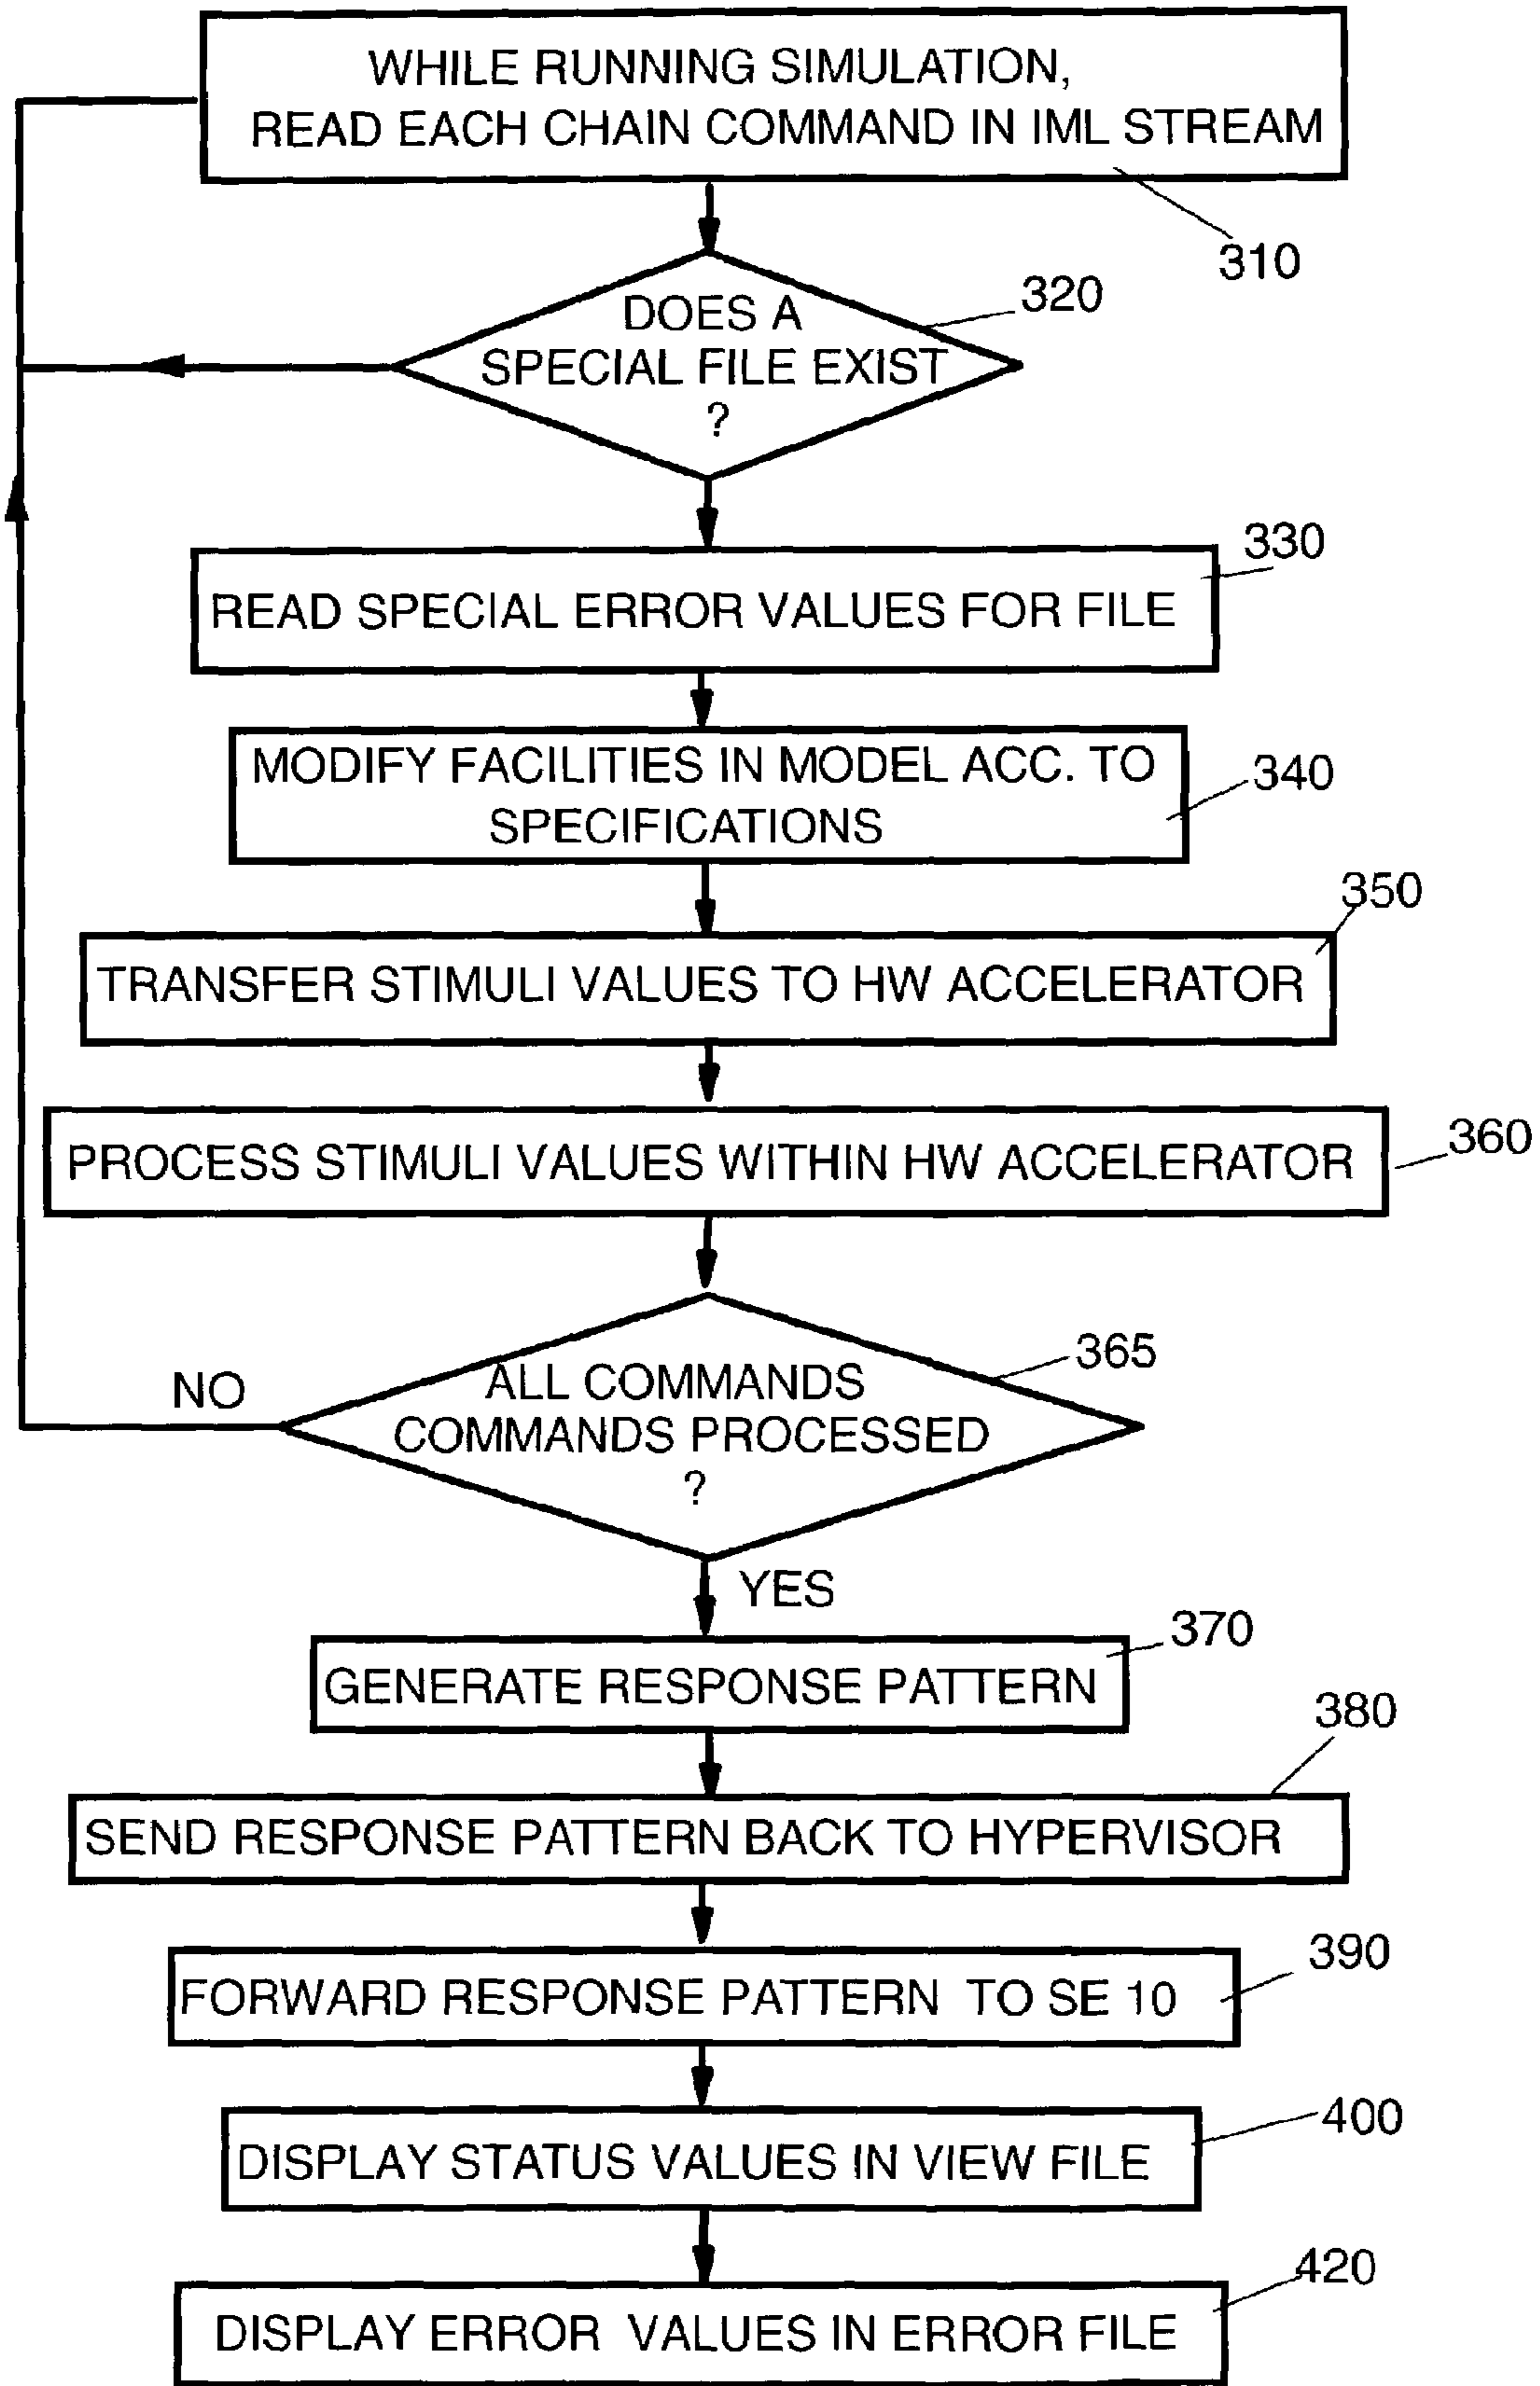 WHILE RUNNING SIMULATION,
READ EACH CHAIN COMMAND IN IML STREAM
310
DOES A
SPECIAL FILE EXIST
?
320
330
READ SPECIAL ERROR VALUES FOR FILE
MODIFY FACILITIES IN MODEL ACC. TO
SPECIFICATIONS
340
350
TRANSFER STIMULI VALUES TO HW ACCELERATOR
PROCESS STIMULI VALUES WITHIN HW ACCELERATOR
360
365
NO
ALL COMMANDS
COMMANDS PROCESSED
?
YES
370
GENERATE RESPONSE PATTERN
380
SEND RESPONSE PATTERN BACK TO HYPERVISOR
390
FORWARD RESPONSE PATTERN TO SE 10
400
DISPLAY STATUS VALUES IN VIEW FILE
420
DISPLAY ERROR VALUES IN ERROR FILE